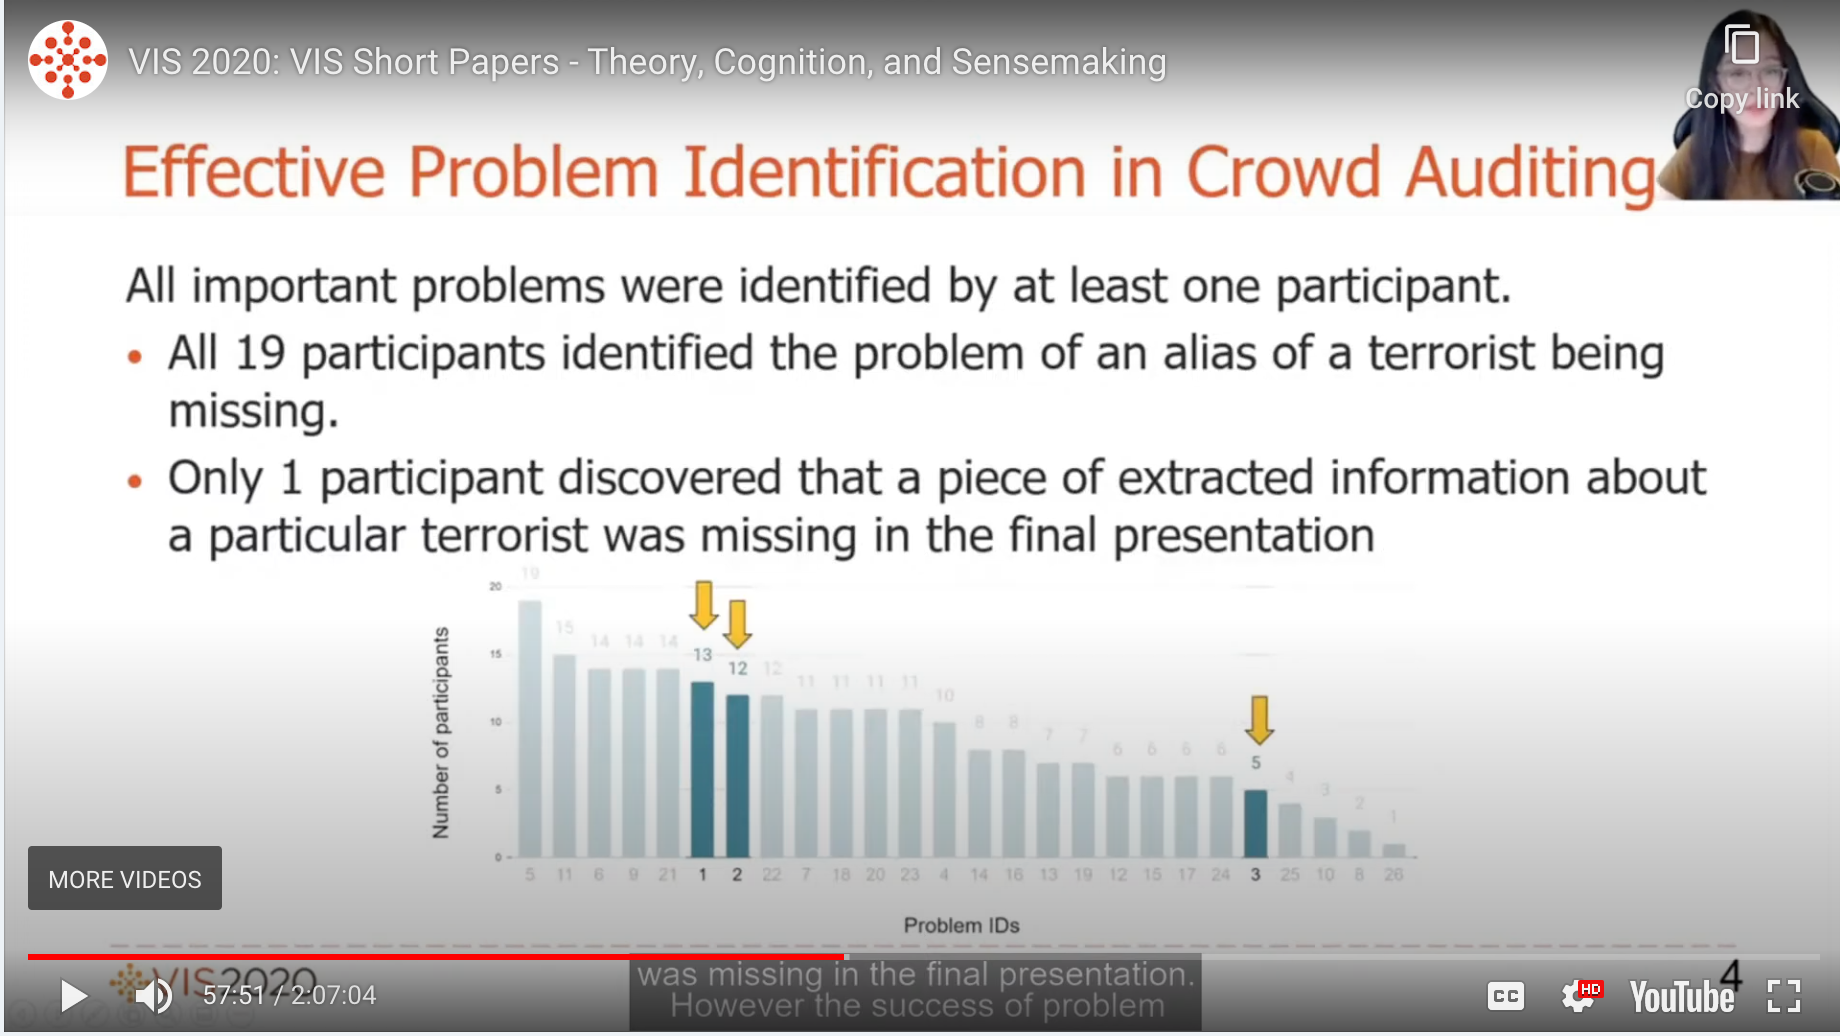 VIS 2020: VIS Short Papers - Theory, Cognition, and Sensemaking
Copy link
Effective Problem Identification in Crowd Auditing
All important problems were identified by at least one participant.
• All 19 participants identified the problem of an alias of a terrorist being
missing.
• Only 1 participant discovered that a piece of extracted information about
a particular terrorist was missing in the final presentation
Number of participants
20
15
10
5
0
19 15 14 14 14 13 12 12 11 11 11 11 10 8 8 7 7 6 6 6 6 5 4 3 2 1
5 11 6 9 21 1 2 22 7 18 20 23 4 14 16 13 19 12 15 17 24 3 25 10 8 26
Problem IDs
MORE VIDEOS
VIS2020
57:51 / 2:07:04
was missing in the final presentation.
However the success of problem
CC
HD
YouTube
4